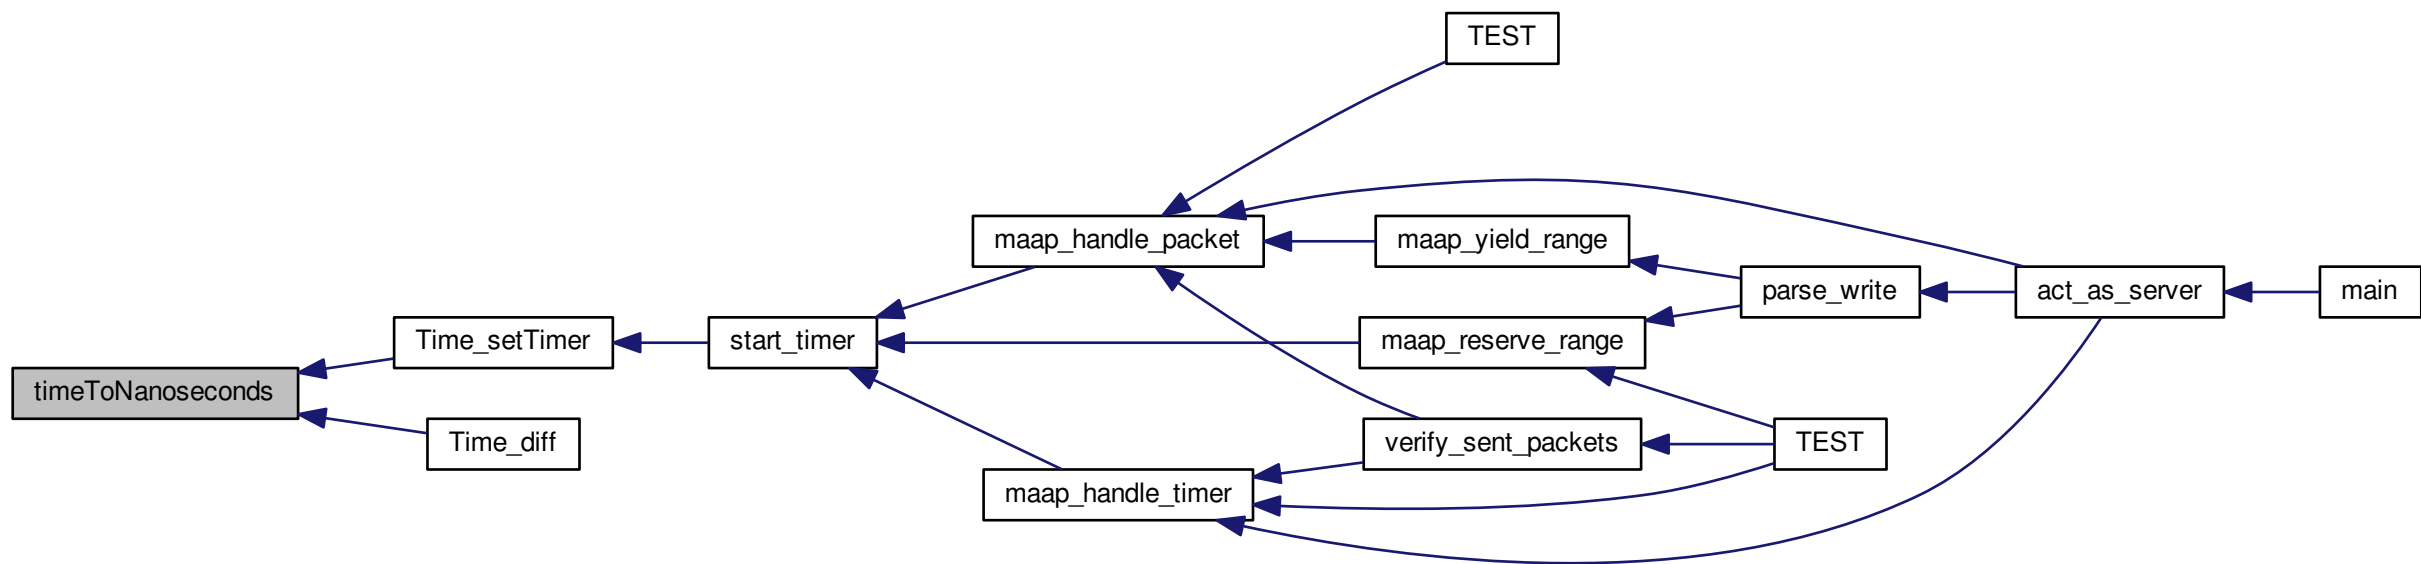 TEST
maap_handle_packet
maap_yield_range
parse_write
act_as_server
main
Time_setTimer
start_timer
maap_reserve_range
timeToNanoseconds
Time_diff
verify_sent_packets
TEST
maap_handle_timer